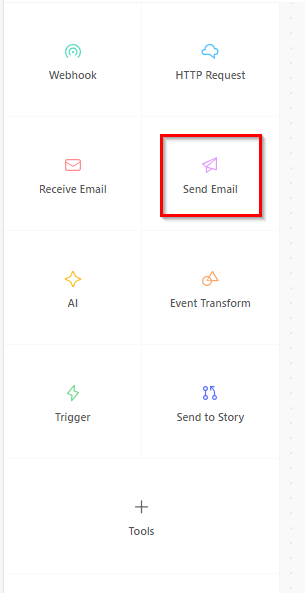 Webhook
HTTP Request
Receive Email
Send Email
AI
Event Transform
Trigger
Send to Story
Tools